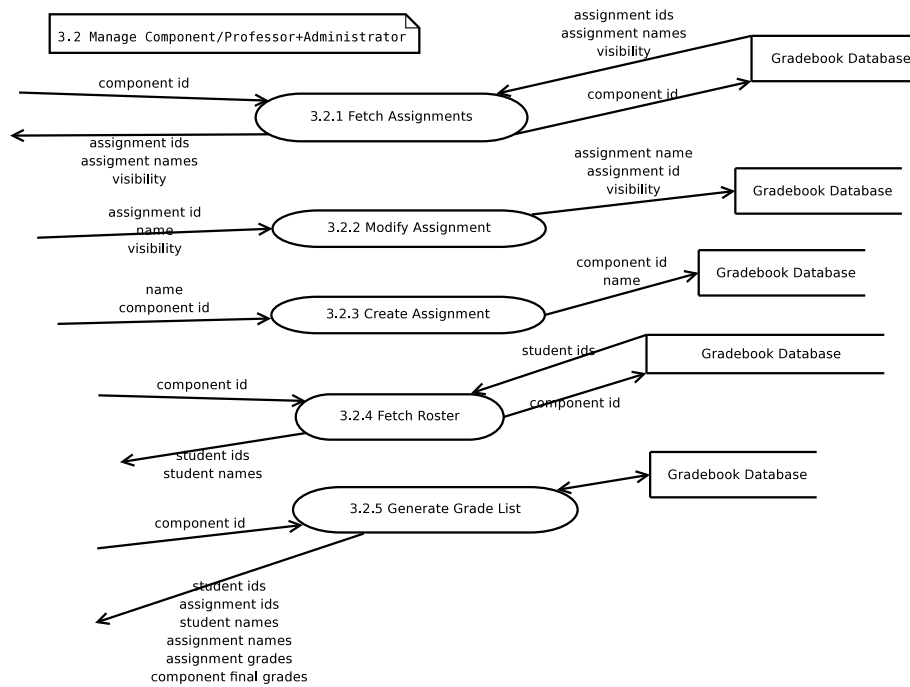 3.2 Manage Component/Professor+Administrator
assignment ids
assignment names
visibility
Gradebook Database
component id
component id
3.2.1 Fetch Assignments
assignment ids
assigment names
visibility
assignment name
assignment id
visibility
Gradebook Database
assignment id
name
visibility
3.2.2 Modify Assignment
component id
name
Gradebook Database
name
component id
3.2.3 Create Assignment
student ids
Gradebook Database
component id
component id
3.2.4 Fetch Roster
student ids
student names
Gradebook Database
3.2.5 Generate Grade List
component id
student ids
assignment ids
student names
assignment names
assignment grades
component final grades